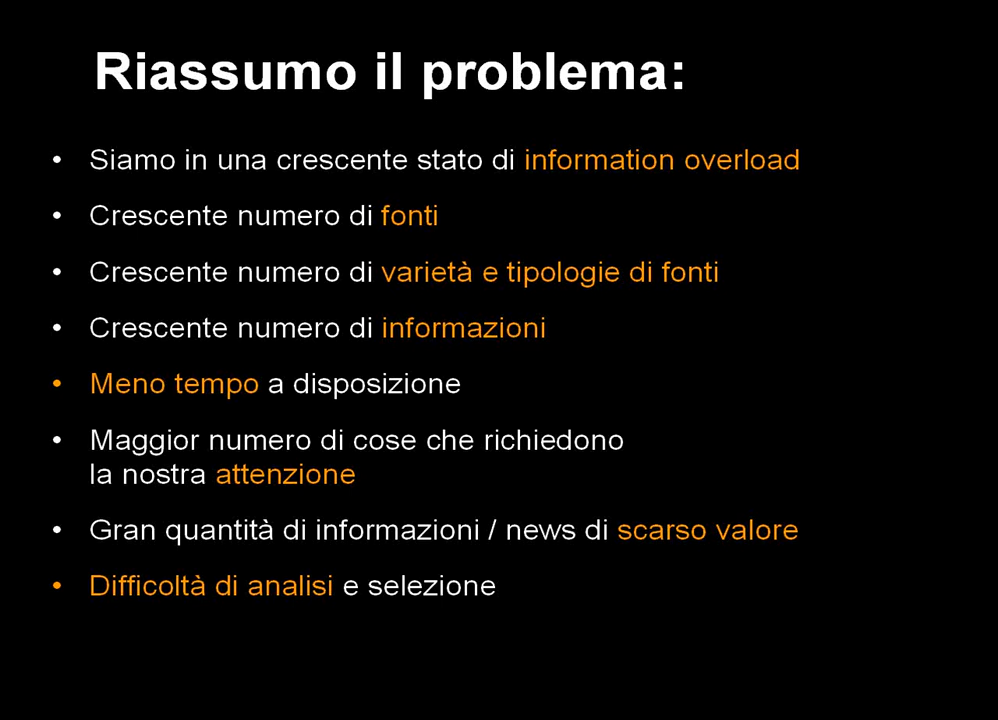 Riassumo il problema:
• Siamo in una crescente stato di information overload
• Crescente numero di fonti
• Crescente numero di varietà e tipologie di fonti
• Crescente numero di informazioni
• Meno tempo a disposizione
• Maggior numero di cose che richiedono
la nostra attenzione
• Gran quantità di informazioni / news di scarso valore
• Difficoltà di analisi e selezione